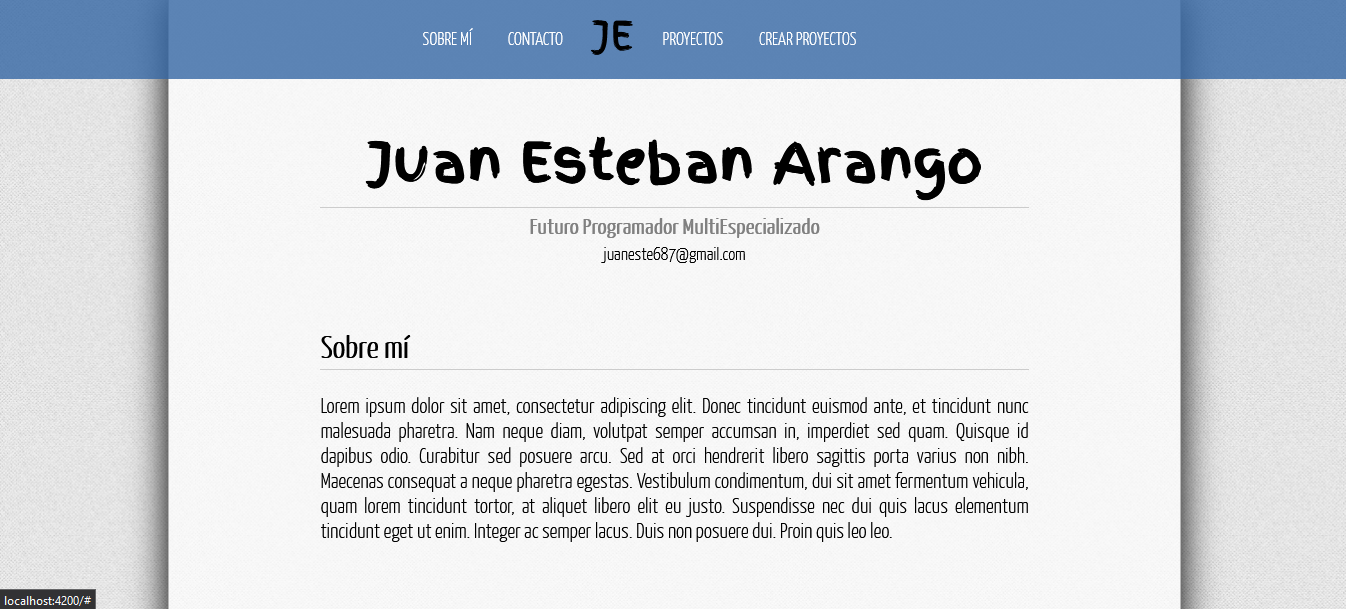 SOBRE MÍ CONTACTO JE PROYECTOS CREAR PROYECTOS
Juan Esteban Arango
Futuro Programador MultiEspecializado
juaneste687@gmail.com
Sobre mí
Lorem ipsum dolor sit amet, consectetur adipiscing elit. Donec tincidunt euismod ante, et tincidunt nunc
malesuada pharetra. Nam neque diam, volutpat semper accumsan in, imperdiet sed quam. Quisque id
dapibus odio. Curabitur sed posuere arcu. Sed at orci hendrerit libero sagittis porta varius non nibh.
Maecenas consequat a neque pharetra egestas. Vestibulum condimentum, dui sit amet fermentum vehicula,
quam lorem tincidunt tortor, at aliquet libero elit eu justo. Suspendisse nec dui quis lacus elementum
tincidunt eget ut enim. Integer ac semper lacus. Duis non posuere dui. Proin quis leo leo.
localhost:4200/#